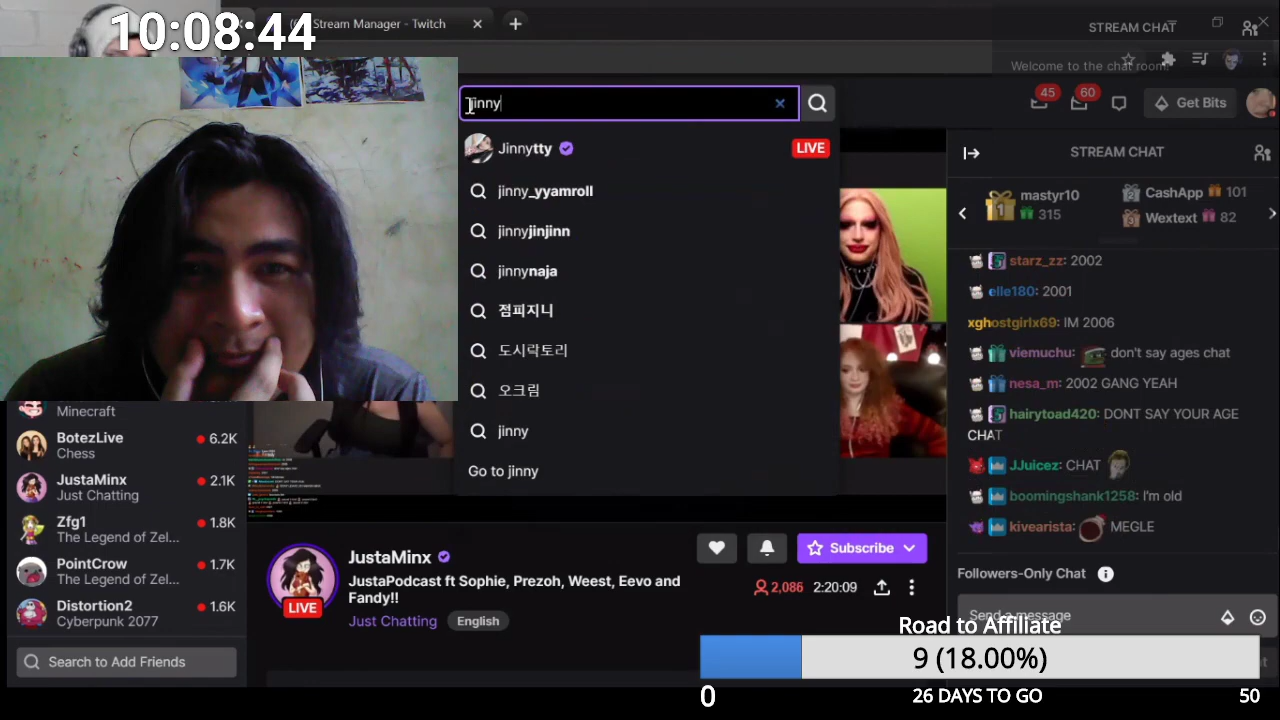 10:08:44
Stream Manager - Twitch
STREAM CHAT
Welcome to the chat room!
jinny
45
60
Get Bits
Jinnytty
LIVE
jinny_yyamroll
jinnyjinjinn
jinnynaja
점피지니
도시락토리
오크림
jinny
Go to jinny
STREAM CHAT
1
mastyr10
315
2
CashApp
101
3
Wextext
82
starz_zz: 2002
elle180: 2001
xghostgirlx69: IM 2006
viemuchu: don't say ages chat
nesa_m: 2002 GANG YEAH
hairytoad420: DONT SAY YOUR AGE
CHAT
JJuicez: CHAT
boomingshank1258: I'm old
kivearista: MEGLE
Followers-Only Chat
Send a message
Minecraft
BotezLive
6.2K
Chess
JustaMinx
2.1K
Just Chatting
Zfg1
1.8K
The Legend of Zel...
PointCrow
1.7K
The Legend of Zel...
Distortion2
1.6K
Cyberpunk 2077
Search to Add Friends
LIVE
JustaMinx
JustaPodcast ft Sophie, Prezoh, Weest, Eevo and
Fandy!!
Just Chatting
English
Subscribe
2,086
2:20:09
Road to Affiliate
9 (18.00%)
0
26 DAYS TO GO
50